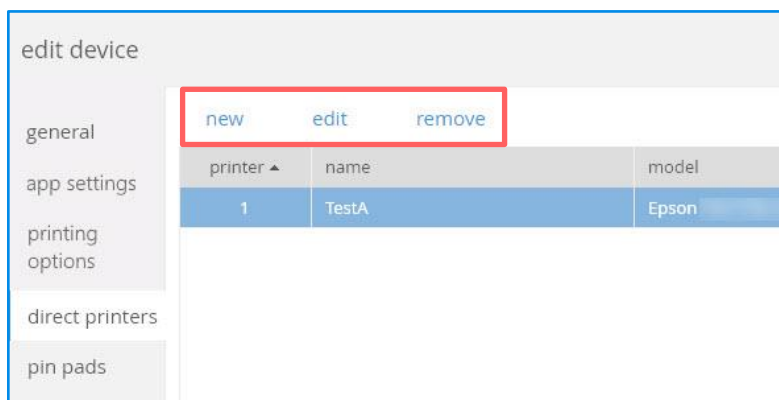 edit device
general
app settings
printing
options
direct printers
pin pads
new edit remove
printer ▲ name model
1 TestA Epson